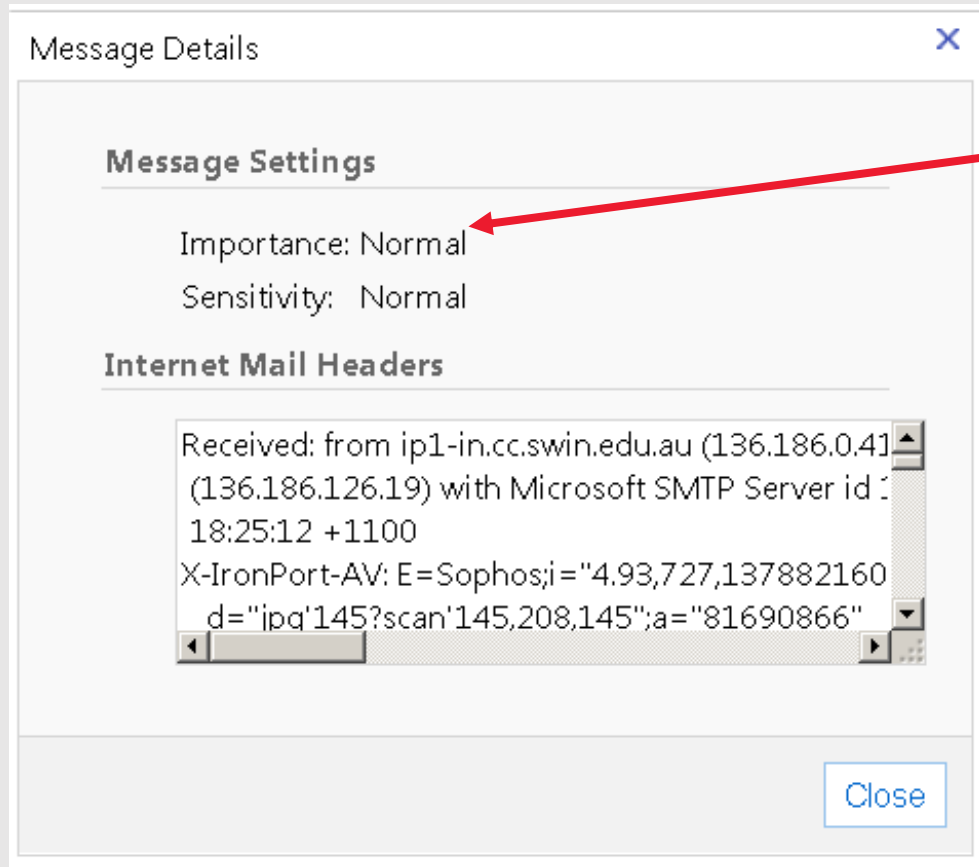 Message Details
Message Settings
Importance: Normal
Sensitivity: Normal
Internet Mail Headers
Received: from ip1-in.cc.swin.edu.au (136.186.0.41
(136.186.126.19) with Microsoft SMTP Server id
18:25:12 +1100
X-IronPort-AV: E=Sophos;i="4.93,727,137882160
d="jpg'145?scan'145,208,145";a="81690866"
Close